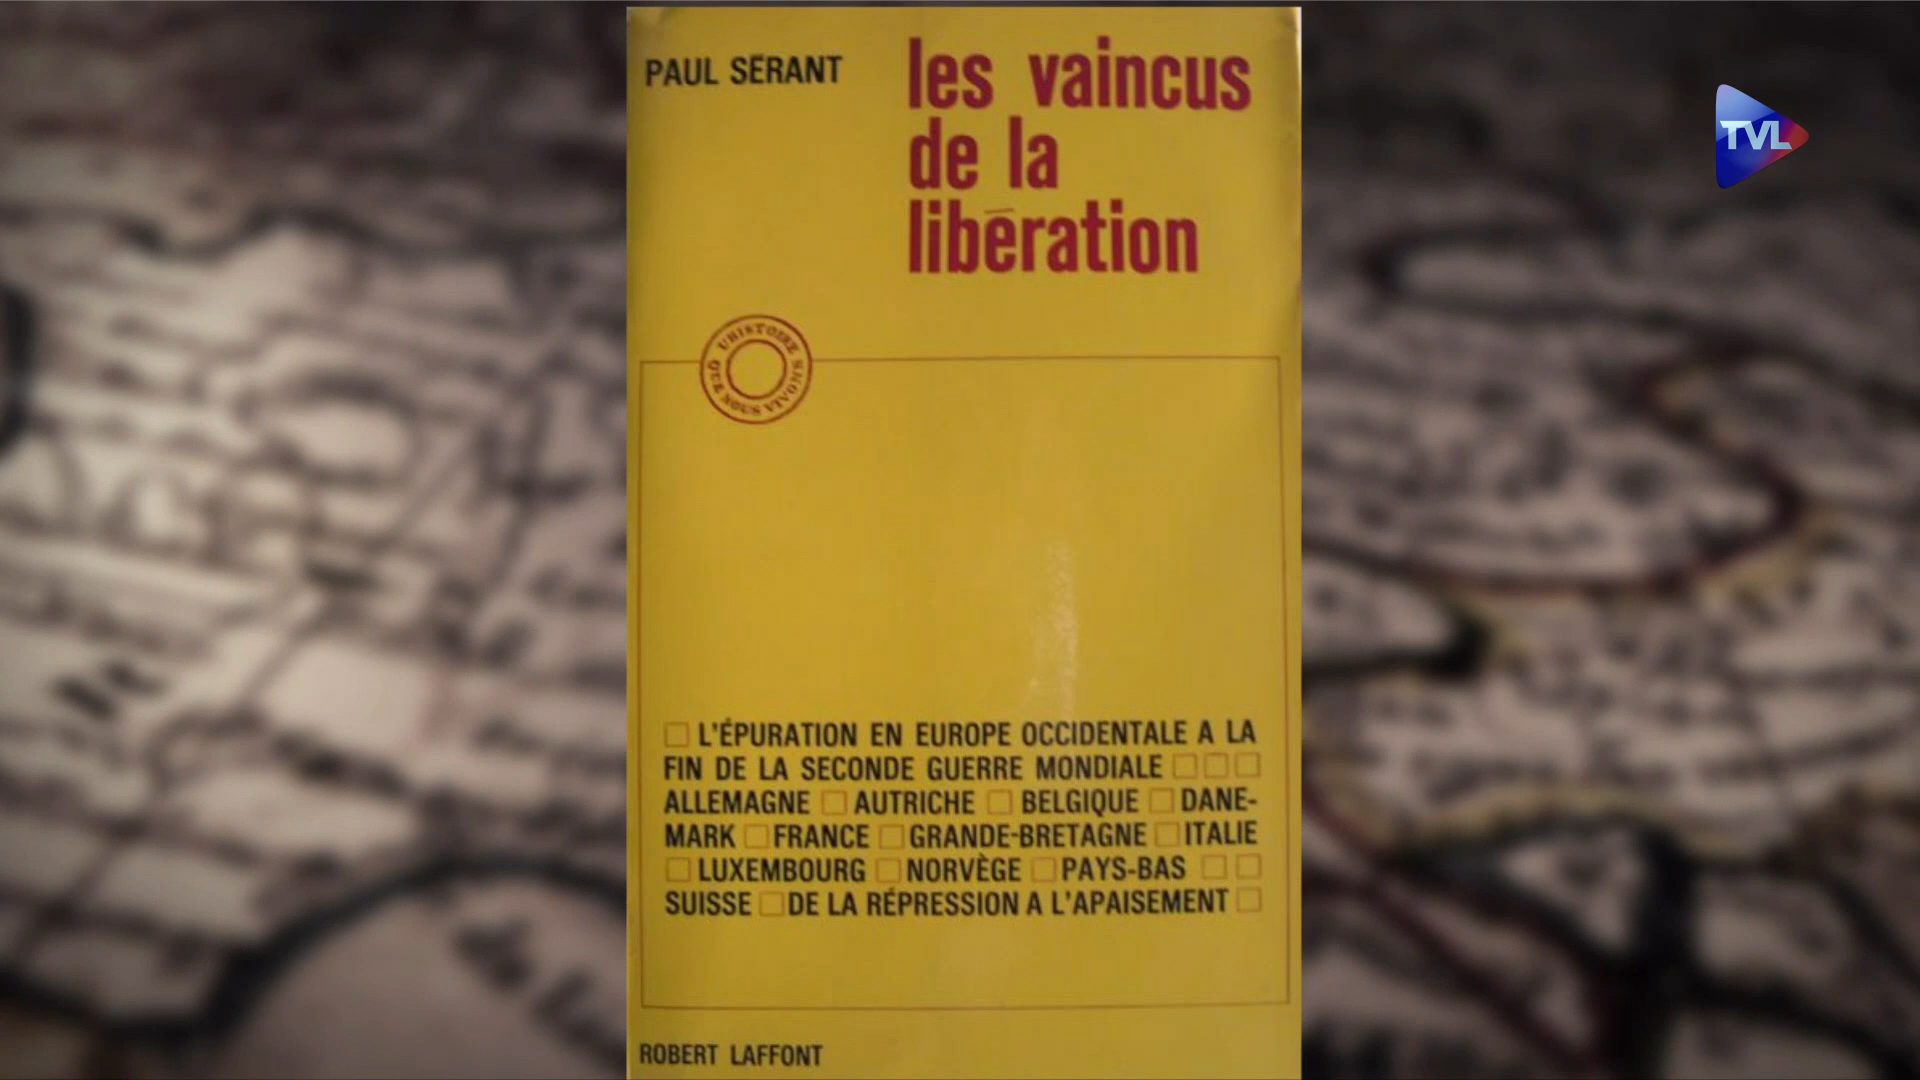 PAUL SÉRANT
les vaincus
de la
libération
L'HISTOIRE QUE NOUS VIVONS
L'ÉPURATION EN EUROPE OCCIDENTALE A LA
FIN DE LA SECONDE GUERRE MONDIALE
ALLEMAGNE AUTRICHE BELGIQUE DANE-
MARK FRANCE GRANDE-BRETAGNE ITALIE
LUXEMBOURG NORVÈGE PAYS-BAS
SUISSE DE LA RÉPRESSION A L'APAISEMENT
ROBERT LAFFONT
TVL